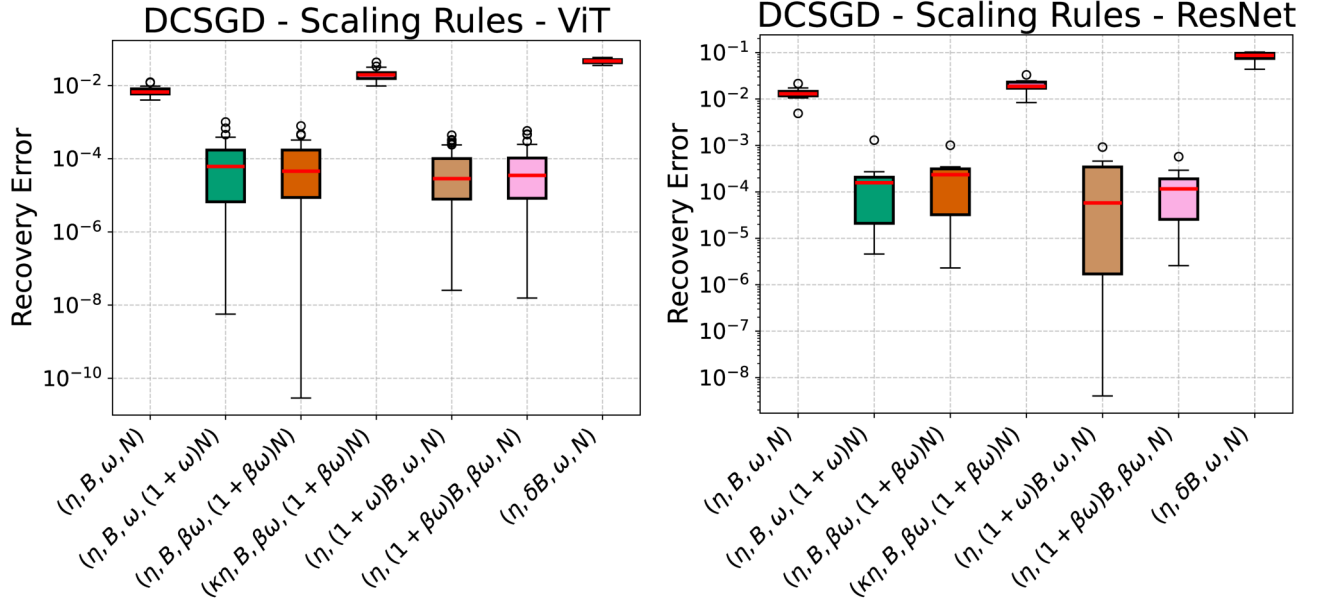 DCSGD - Scaling Rules - ViT
Recovery Error
10⁻²
10⁻⁴
10⁻⁶
10⁻⁸
10⁻¹⁰
(η, B, ω, N)
(η, B, ω, (1 + ω)N)
(η, B, βω, (1 + βω)N)
(κη, B, βω, (1 + βω)N)
(η, (1 + ω)B, ω, N)
(η, (1 + βω)B, βω, N)
(η, δB, ω, N)
DCSGD - Scaling Rules - ResNet
Recovery Error
10⁻¹
10⁻²
10⁻³
10⁻⁴
10⁻⁵
10⁻⁶
10⁻⁷
10⁻⁸
(η, B, ω, N)
(η, B, ω, (1 + ω)N)
(η, B, βω, (1 + βω)N)
(κη, B, βω, (1 + βω)N)
(η, (1 + ω)B, ω, N)
(η, (1 + βω)B, βω, N)
(η, δB, ω, N)